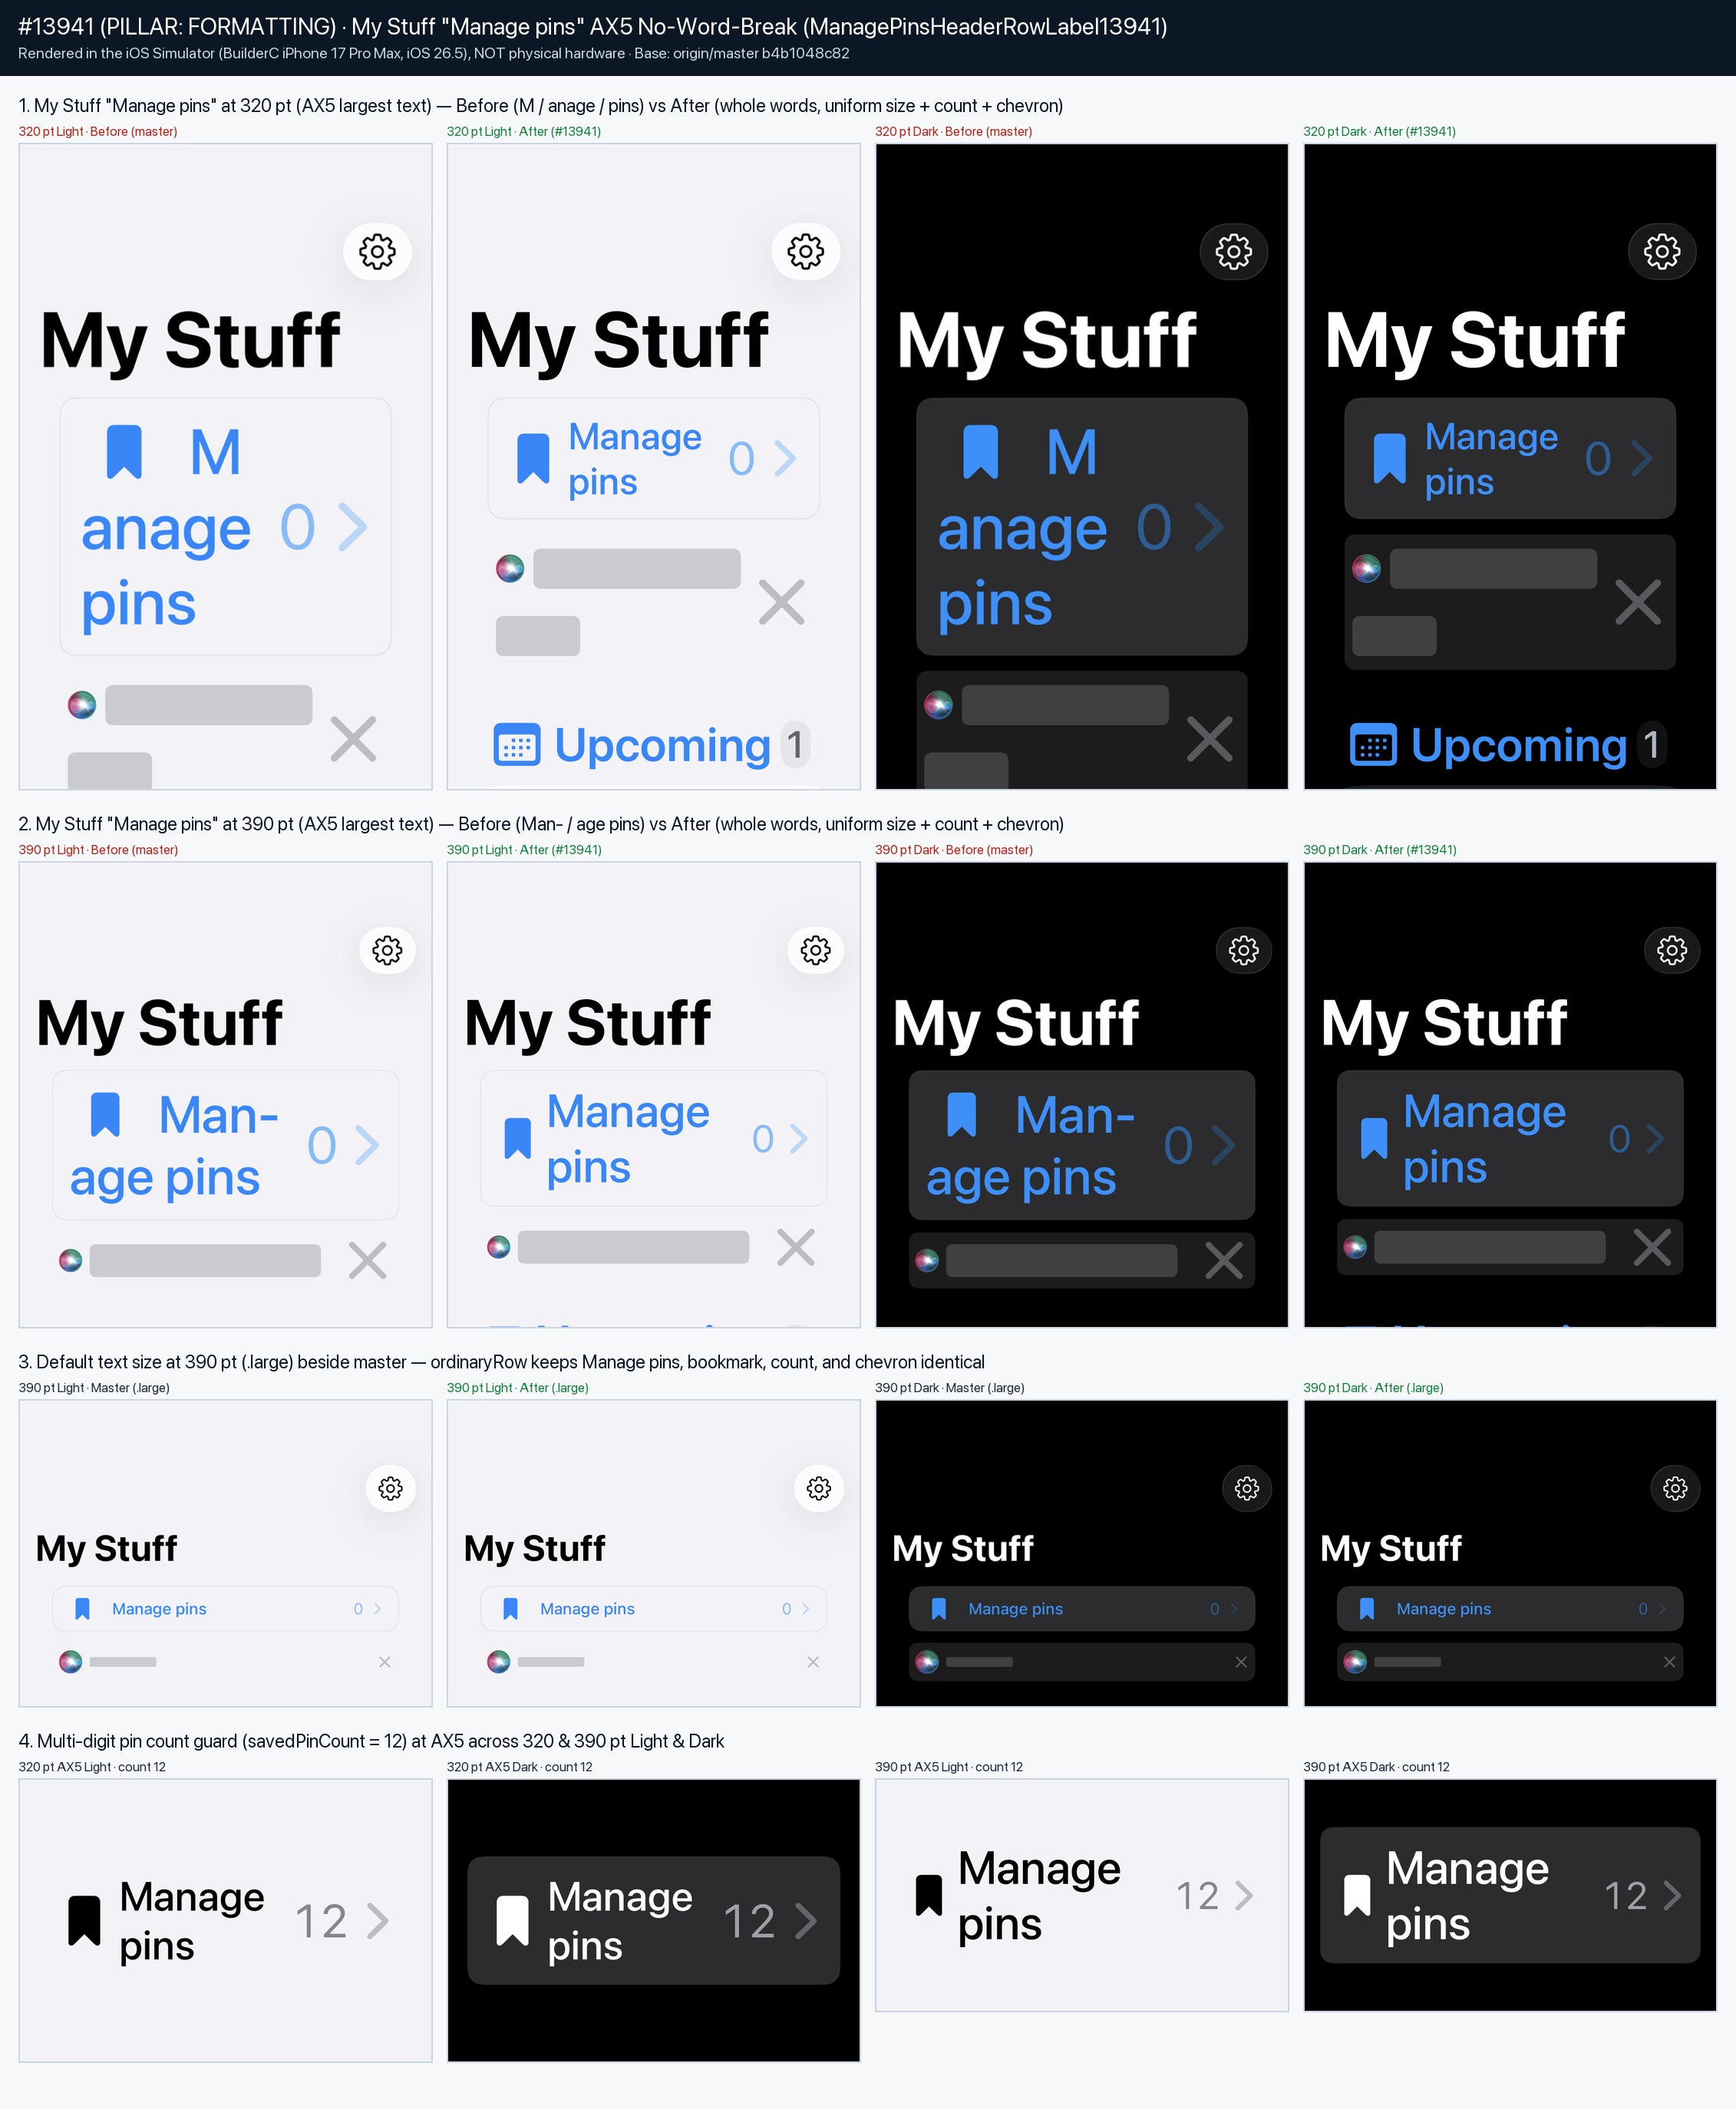 #13941 (PILLAR: FORMATTING) · My Stuff "Manage pins" AX5 No-Word-Break (ManagePinsHeaderRowLabel13941)
Rendered in the iOS Simulator (BuilderC iPhone 17 Pro Max, iOS 26.5), NOT physical hardware · Base: origin/master b4b1048c82
1. My Stuff "Manage pins" at 320 pt (AX5 largest text) — Before (M / anage / pins) vs After (whole words, uniform size + count + chevron)
320 pt Light · Before (master)
320 pt Light · After (#13941)
320 pt Dark · Before (master)
320 pt Dark · After (#13941)
My Stuff
M
anage 0
pins
My Stuff
Manage
pins
0
Upcoming 1
My Stuff
M
anage 0
pins
My Stuff
Manage
pins
0
Upcoming 1
2. My Stuff "Manage pins" at 390 pt (AX5 largest text) — Before (Man- / age pins) vs After (whole words, uniform size + count + chevron)
390 pt Light · Before (master)
390 pt Light · After (#13941)
390 pt Dark · Before (master)
390 pt Dark · After (#13941)
My Stuff
Man-
age pins
0
My Stuff
Manage
pins
0
My Stuff
Man-
age pins
0
My Stuff
Manage
pins
0
3. Default text size at 390 pt (.large) beside master — ordinaryRow keeps Manage pins, bookmark, count, and chevron identical
390 pt Light · Master (.large)
390 pt Light · After (.large)
390 pt Dark · Master (.large)
390 pt Dark · After (.large)
My Stuff
Manage pins 0
My Stuff
Manage pins 0
My Stuff
Manage pins 0
My Stuff
Manage pins 0
4. Multi-digit pin count guard (savedPinCount = 12) at AX5 across 320 & 390 pt Light & Dark
320 pt AX5 Light · count 12
320 pt AX5 Dark · count 12
390 pt AX5 Light · count 12
390 pt AX5 Dark · count 12
Manage
pins
12
Manage
pins
12
Manage
pins
12
Manage
pins
12